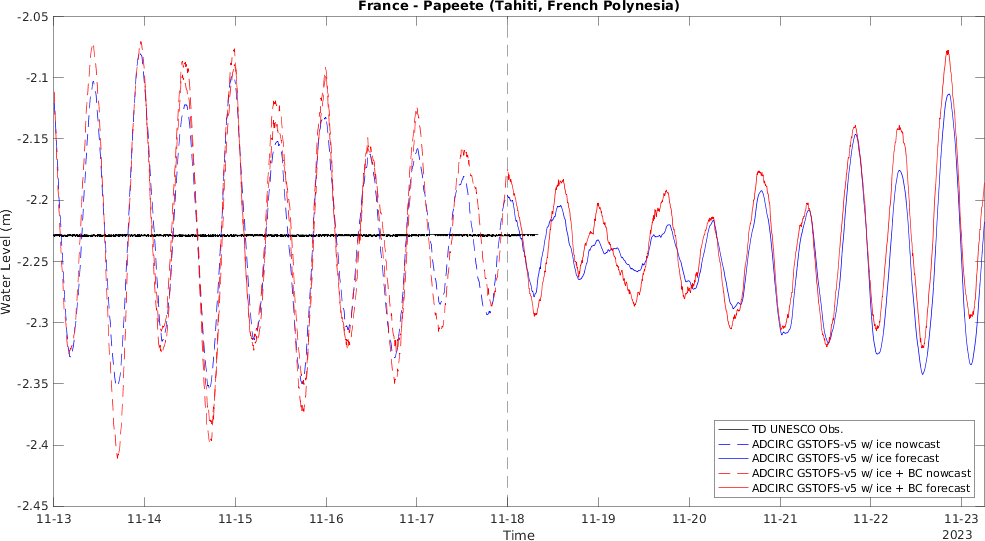 France - Papeete (Tahiti, French Polynesia)
Water Level (m)
-2.05
-2.1
-2.15
-2.2
-2.25
-2.3
-2.35
-2.4
-2.45
TD UNESCO Obs.
ADCIRC GSTOFS-v5 w/ ice nowcast
ADCIRC GSTOFS-v5 w/ ice forecast
ADCIRC GSTOFS-v5 w/ ice + BC nowcast
ADCIRC GSTOFS-v5 w/ ice + BC forecast
11-13 11-14 11-15 11-16 11-17 11-18 11-19 11-20 11-21 11-22 11-23
Time
2023